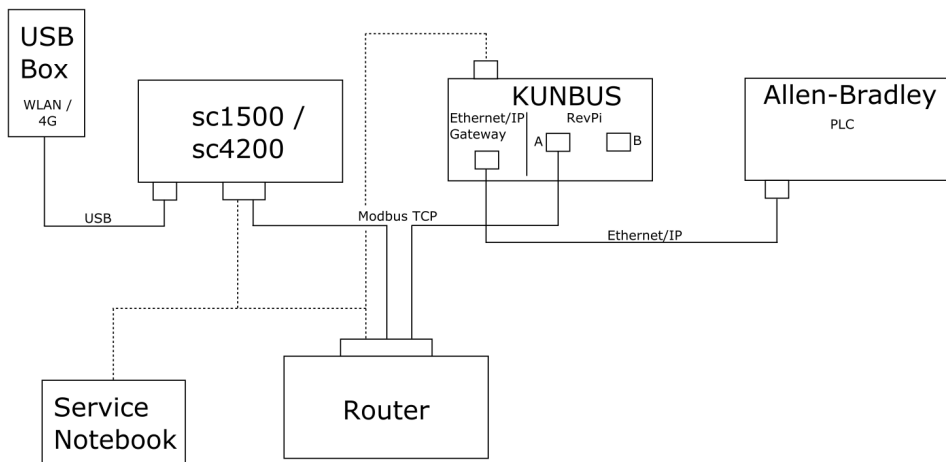 USB
Box
WLAN /
4G
sc1500 /
sc4200
USB
KUNBUS
Ethernet/IP
Gateway
RevPi
A
B
Allen-Bradley
PLC
Modbus TCP
Ethernet/IP
Service
Notebook
Router